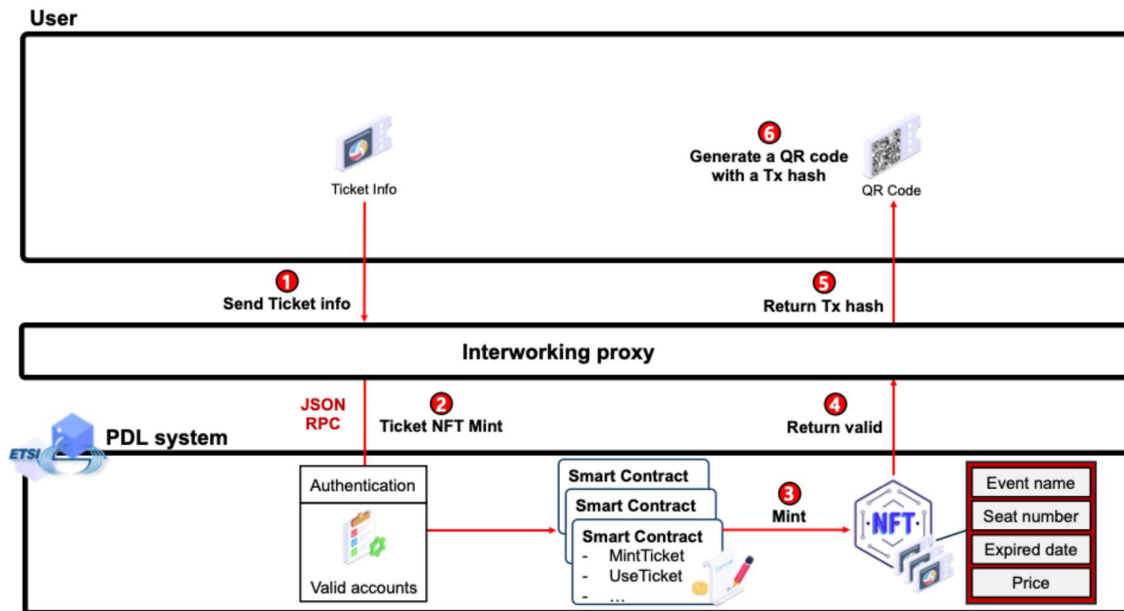 User
6
Generate a QR code
with a Tx hash
Ticket Info
QR Code
1
Send Ticket info
5
Return Tx hash
Interworking proxy
JSON
RPC
2
Ticket NFT Mint
4
Return valid
ETSI
PDL system
Authentication
Valid accounts
Smart Contract
Smart Contract
Smart Contract
- MintTicket
- UseTicket
- ...
3
Mint
NFT
Event name
Seat number
Expired date
Price